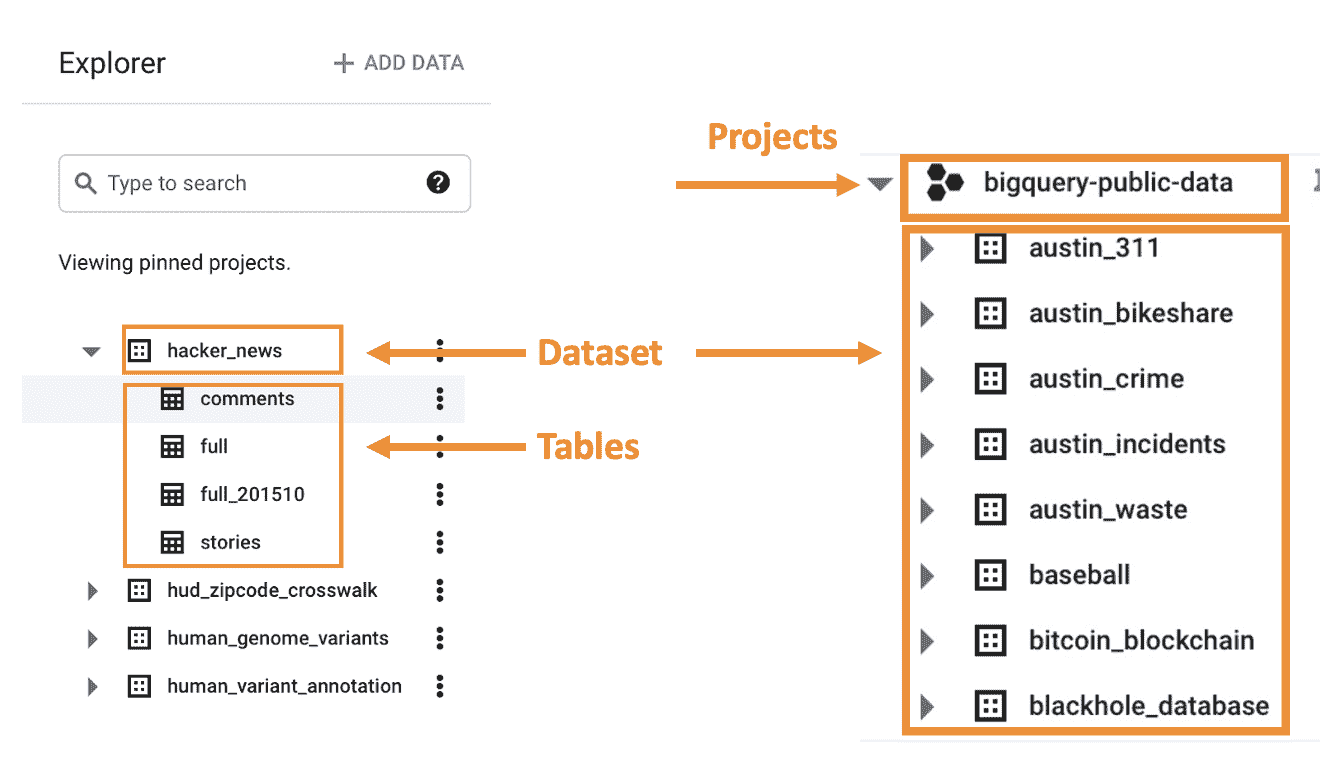 Explorer
+ ADD DATA
Type to search
?
Viewing pinned projects.
hacker_news
comments
full
full_201510
stories
hud_zipcode_crosswalk
human_genome_variants
human_variant_annotation
Dataset
Tables
Projects
bigquery-public-data
austin_311
austin_bikeshare
austin_crime
austin_incidents
austin_waste
baseball
bitcoin_blockchain
blackhole_database